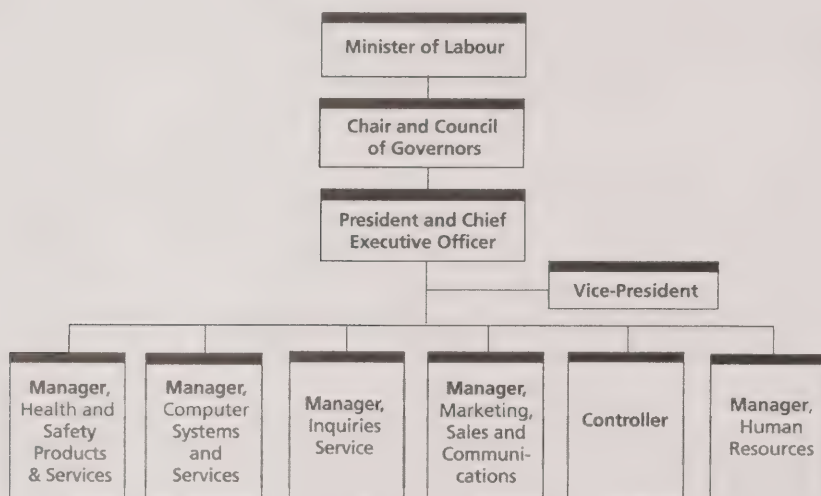 Minister of Labour
Chair and Council
of Governors
President and Chief
Executive Officer
Vice-President
Manager,
Health and
Safety
Products
& Services
Manager,
Computer
Systems
and
Services
Manager,
Inquiries
Service
Manager,
Marketing,
Sales and
Communi-
cations
Controller
Manager,
Human
Resources